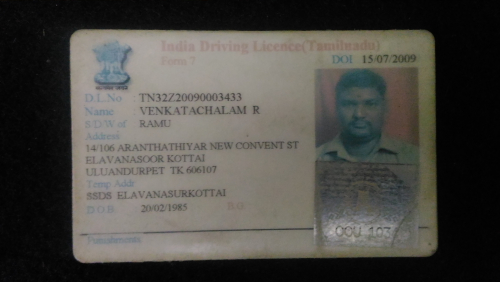 India Driving Licence(Tamilnadu)
Form 7
DOI 15/07/2009
D.L.No : TN32Z20090003433
Name : VENKATACHALAM R
S/D/W of : RAMU
Address:
14/106 ARANTHATHIYAR NEW CONVENT ST
ELAVANASOOR KOTTAI
ULUANDURPET TK 606107
Temp Addr
SSDS ELAVANASURKOTTAI
D.O.B. 20/02/1985 B.G.
Punishments